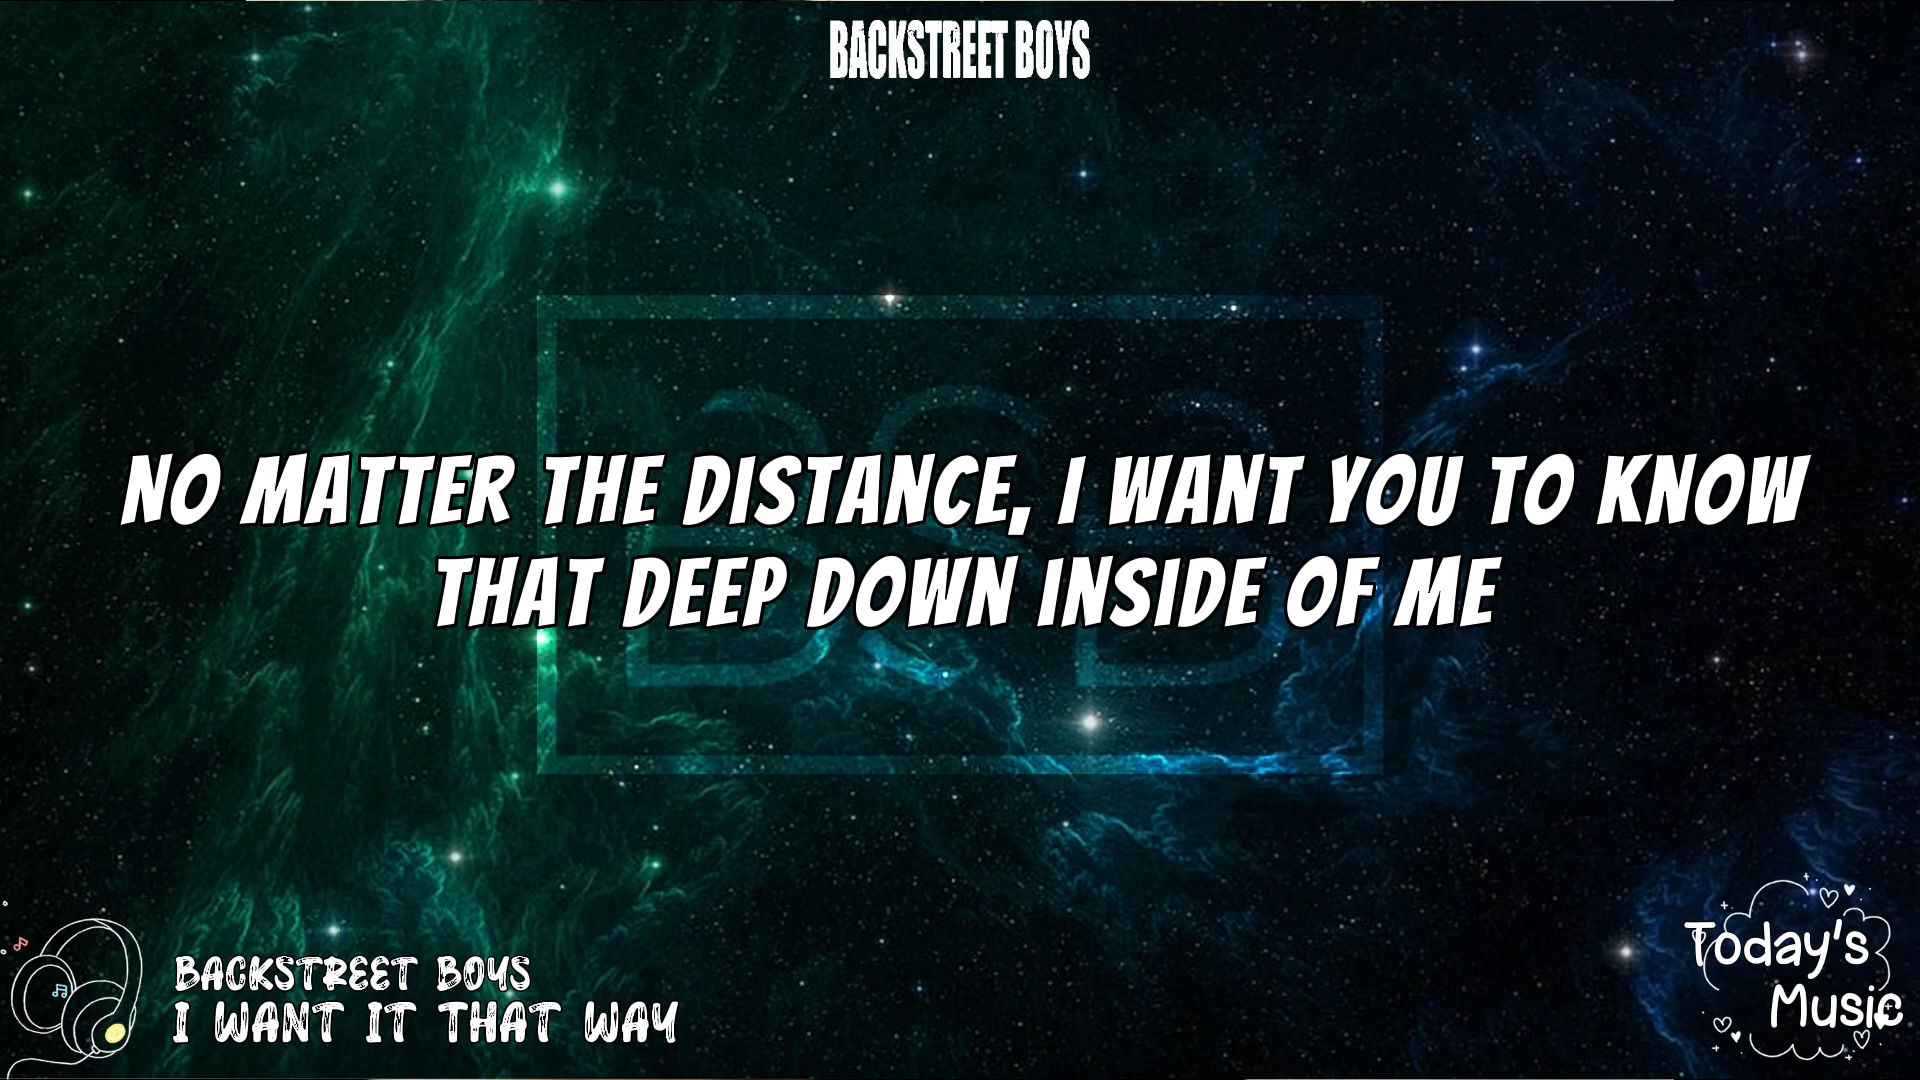 BACKSTREET BOYS
BSB
NO MATTER THE DISTANCE, I WANT YOU TO KNOW
THAT DEEP DOWN INSIDE OF ME
BACKSTREET BOYS
I WANT IT THAT WAY
Today's
Music